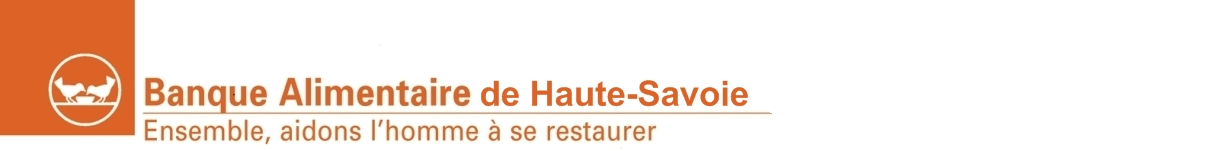 Banque Alimentaire de Haute-Savoie
Ensemble, aidons l'homme à se restaurer